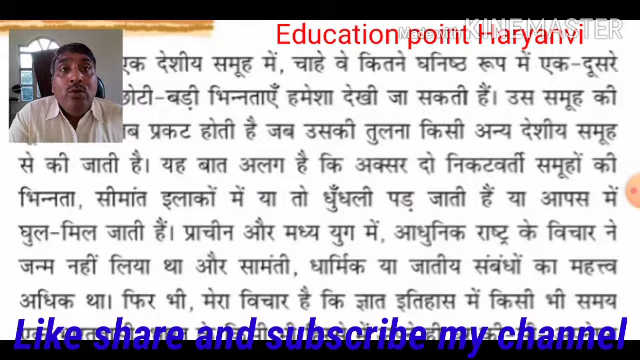 Education point Haryanvi
Made with KINEMASTER
एक देशीय समूह में, चाहे वे कितने घनिष्ठ रूप में एक-दूसरे
छोटी-बड़ी भिन्नताएँ हमेशा देखी जा सकती हैं। उस समूह की
प्रकट होती है जब उसकी तुलना किसी अन्य देशीय समूह
से की जाती है। यह बात अलग है कि अक्सर दो निकटवर्ती समूहों की
भिन्नता, सीमांत इलाकों में या तो धुँधली पड़ जाती हैं या आपस में
घुल-मिल जाती हैं। प्राचीन और मध्य युग में, आधुनिक राष्ट्र के विचार ने
जन्म नहीं लिया था और सामंती, धार्मिक या जातीय संबंधों का महत्त्व
अधिक था। फिर भी, मेरा विचार है कि ज्ञात इतिहास में किसी भी समय
Like share and subscribe my channel